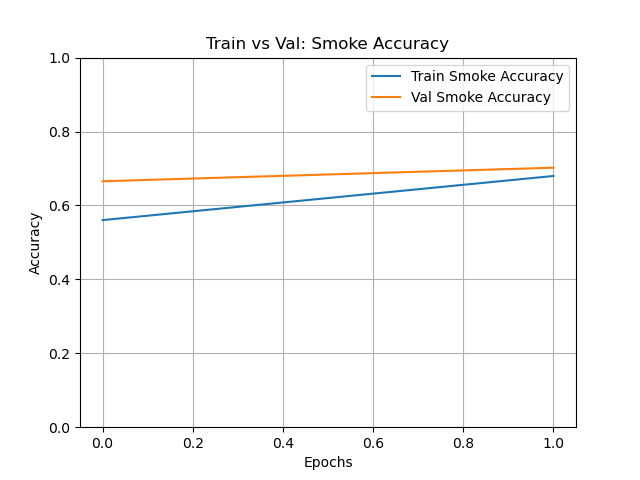 Train vs Val: Smoke Accuracy
1.0
Train Smoke Accuracy
Val Smoke Accuracy
0.8
0.6
Accuracy
0.4
0.2
0.0
0.0 0.2 0.4 0.6 0.8 1.0
Epochs